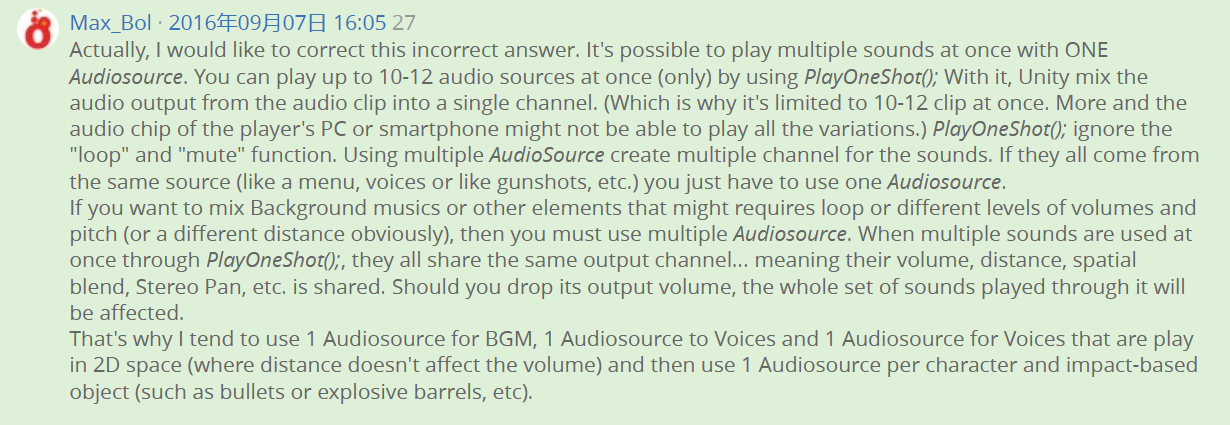 Max_Bol · 2016年09月07日 16:05 27
Actually, I would like to correct this incorrect answer. It's possible to play multiple sounds at once with ONE
Audiosource. You can play up to 10-12 audio sources at once (only) by using PlayOneShot(); With it, Unity mix the
audio output from the audio clip into a single channel. (Which is why it's limited to 10-12 clip at once. More and the
audio chip of the player's PC or smartphone might not be able to play all the variations.) PlayOneShot(); ignore the
"loop" and "mute" function. Using multiple AudioSource create multiple channel for the sounds. If they all come from
the same source (like a menu, voices or like gunshots, etc.) you just have to use one Audiosource.
If you want to mix Background musics or other elements that might requires loop or different levels of volumes and
pitch (or a different distance obviously), then you must use multiple Audiosource. When multiple sounds are used at
once through PlayOneShot();, they all share the same output channel... meaning their volume, distance, spatial
blend, Stereo Pan, etc. is shared. Should you drop its output volume, the whole set of sounds played through it will
be affected.
That's why I tend to use 1 Audiosource for BGM, 1 Audiosource to Voices and 1 Audiosource for Voices that are play
in 2D space (where distance doesn't affect the volume) and then use 1 Audiosource per character and impact-based
object (such as bullets or explosive barrels, etc).